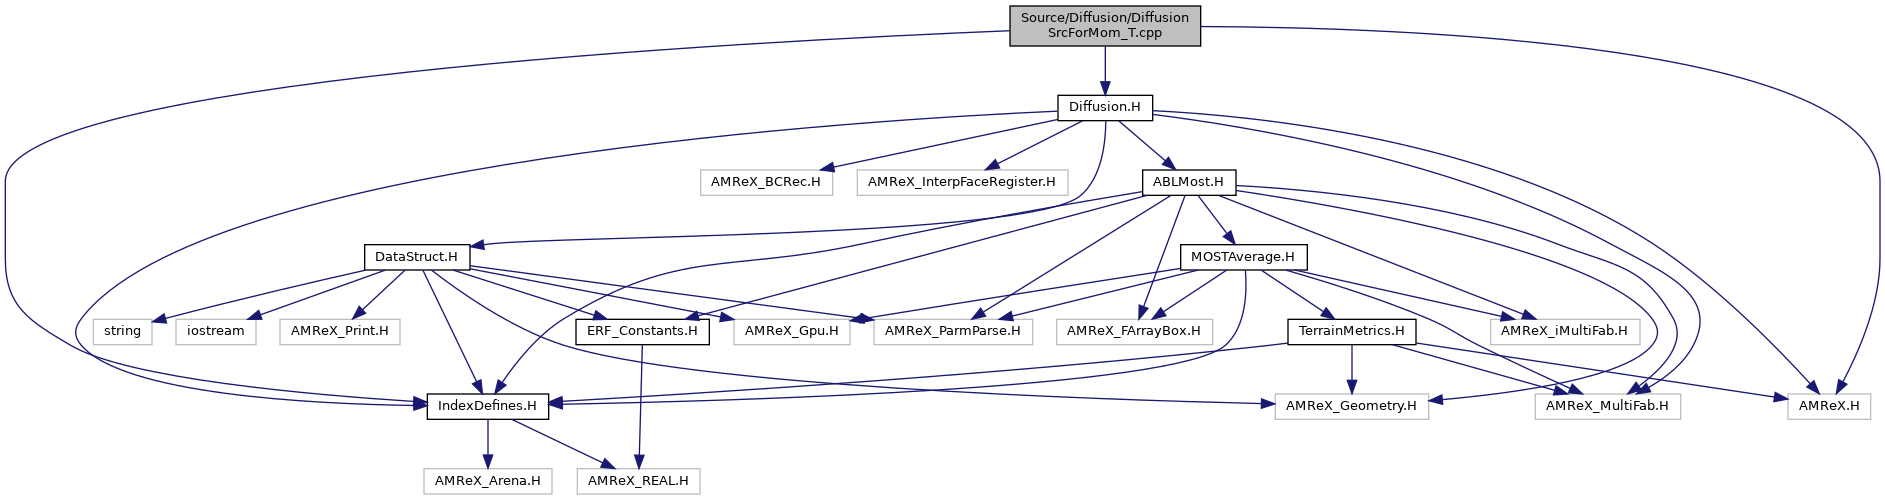 Source/Diffusion/Diffusion
SrcForMom_T.cpp
Diffusion.H
AMReX_BCRec.H
AMReX_InterpFaceRegister.H
ABLMost.H
DataStruct.H
MOSTAverage.H
string
iostream
AMReX_Print.H
ERF_Constants.H
AMReX_Gpu.H
AMReX_ParmParse.H
AMReX_FArrayBox.H
TerrainMetrics.H
AMReX_iMultiFab.H
IndexDefines.H
AMReX_Geometry.H
AMReX_MultiFab.H
AMReX.H
AMReX_Arena.H
AMReX_REAL.H